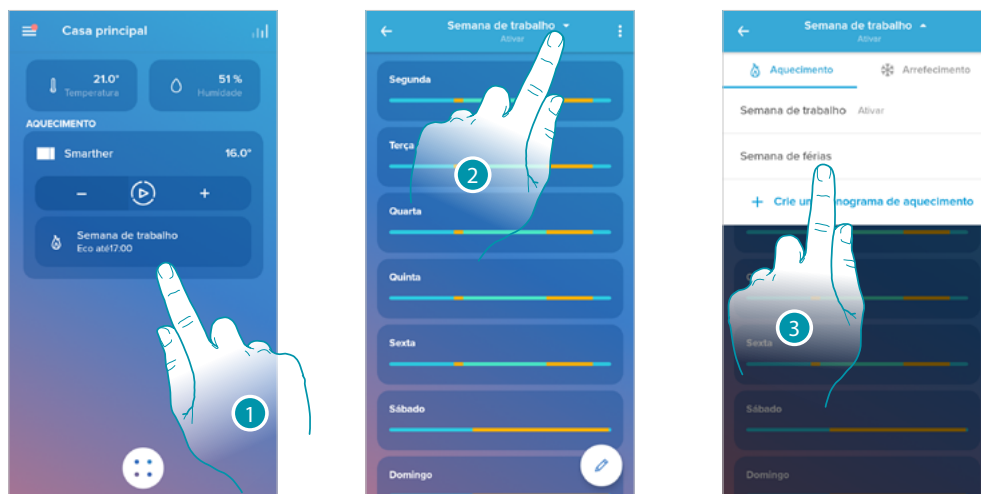 Casa principal
21.0°
Temperatura
51 %
Humidade
AQUECIMENTO
Smarther
16.0°
Semana de trabalho
Eco até17:00
1
Semana de trabalho
Ativar
Segunda
Terça
Quarta
Quinta
Sexta
Sábado
Domingo
2
Semana de trabalho
Ativar
Aquecimento
Arrefecimento
Semana de trabalho Ativar
Semana de férias
+ Crie um onograma de aquecimento
Sexta
Sábado
Domingo
3